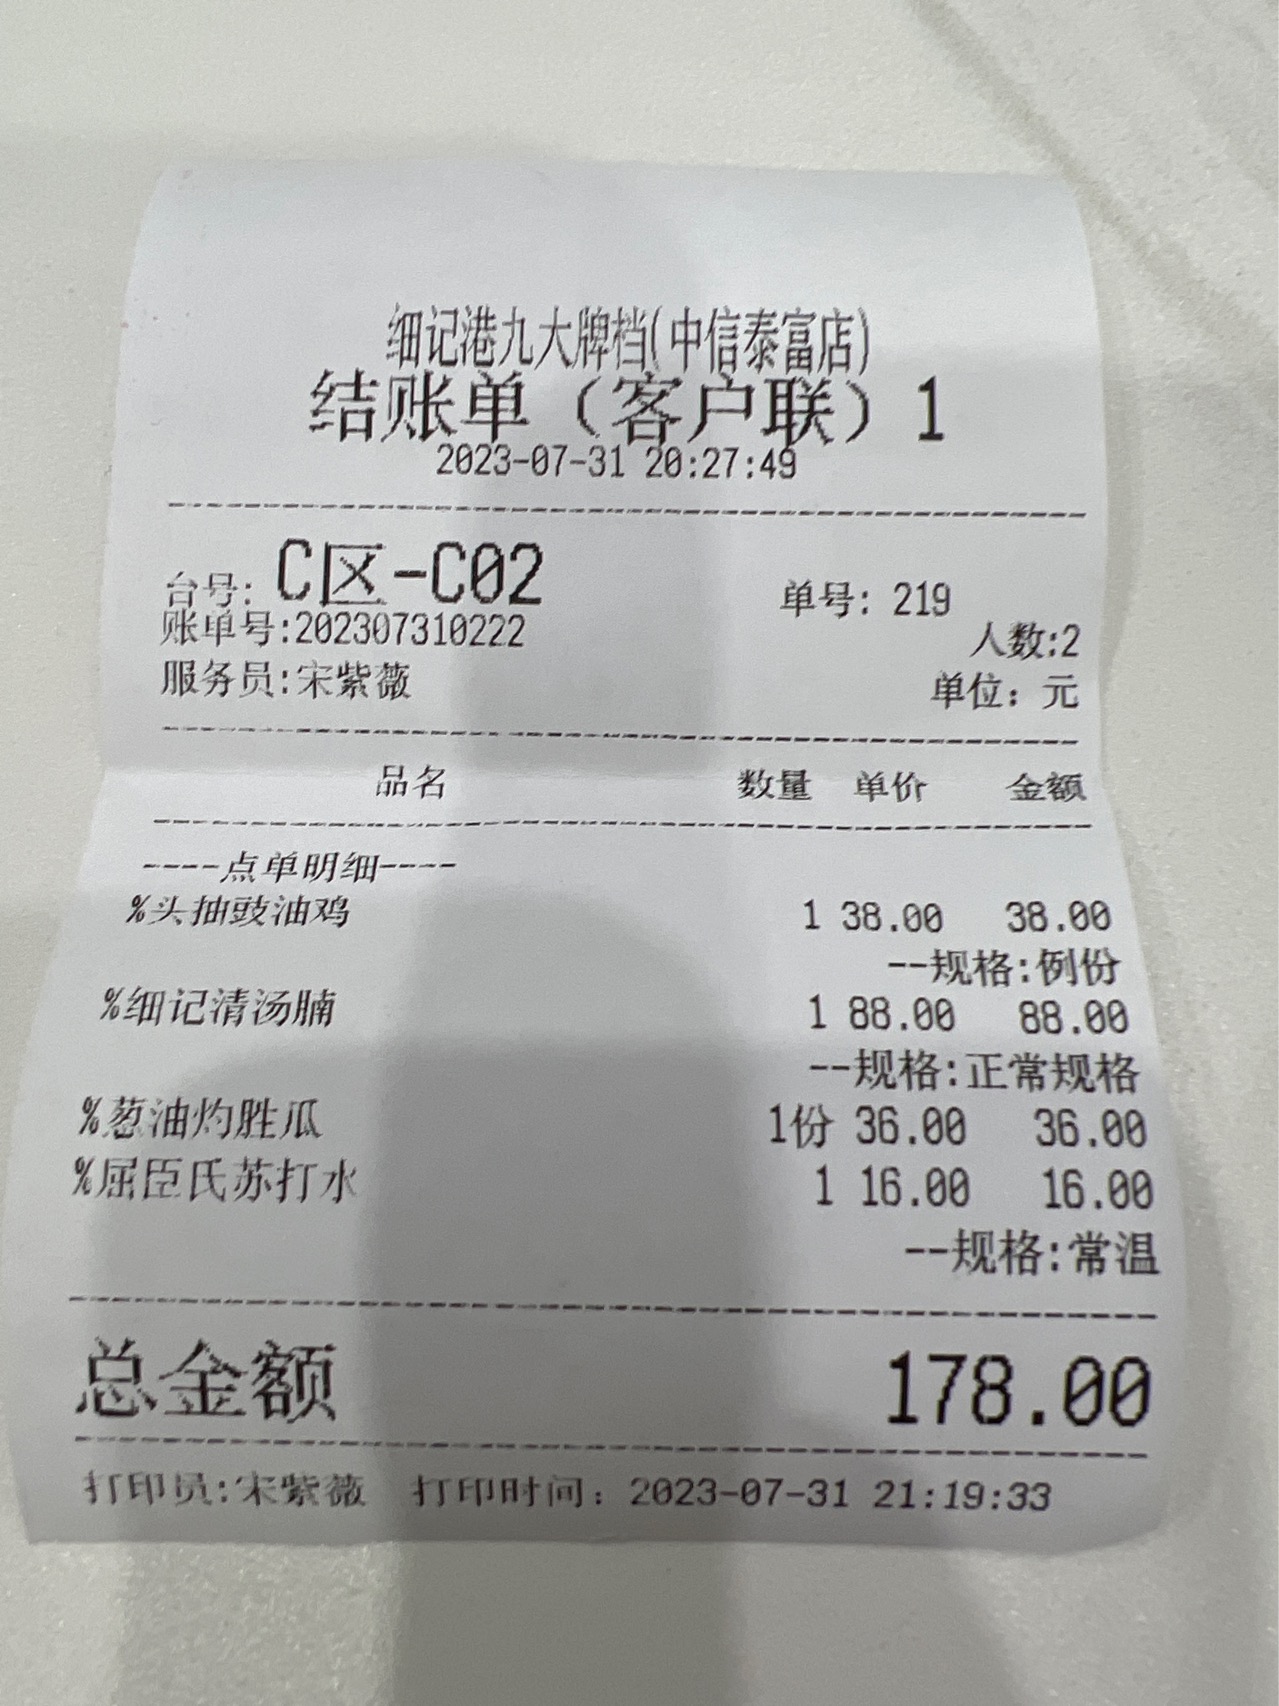 细记港九大牌档(中信泰富店)
结账单（客户联）1
2023-07-31 20:27:49
台号: C区-C02 单号: 219
账单号:202307310222 人数:2
服务员:宋紫薇 单位：元
品名 数量 单价 金额
----点单明细----
%头抽豉油鸡 1 38.00 38.00
--规格:例份
%细记清汤腩 1 88.00 88.00
--规格:正常规格
%葱油灼胜瓜 1份 36.00 36.00
%屈臣氏苏打水 1 16.00 16.00
--规格:常温
总金额 178.00
打印员:宋紫薇 打印时间：2023-07-31 21:19:33